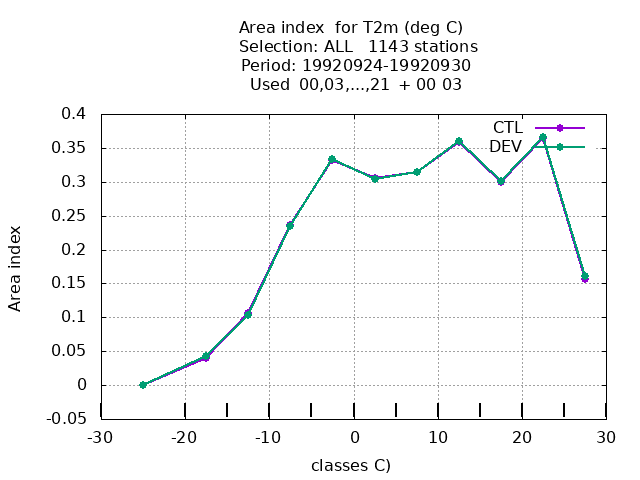 Area index  for T2m (deg C)
Selection: ALL   1143 stations
Period: 19920924-19920930
Used  00,03,...,21  + 00 03
CTL
DEV
0.4
0.35
0.3
0.25
0.2
0.15
0.1
0.05
0
-0.05
-30
-20
-10
0
10
20
30
Area index
classes C)